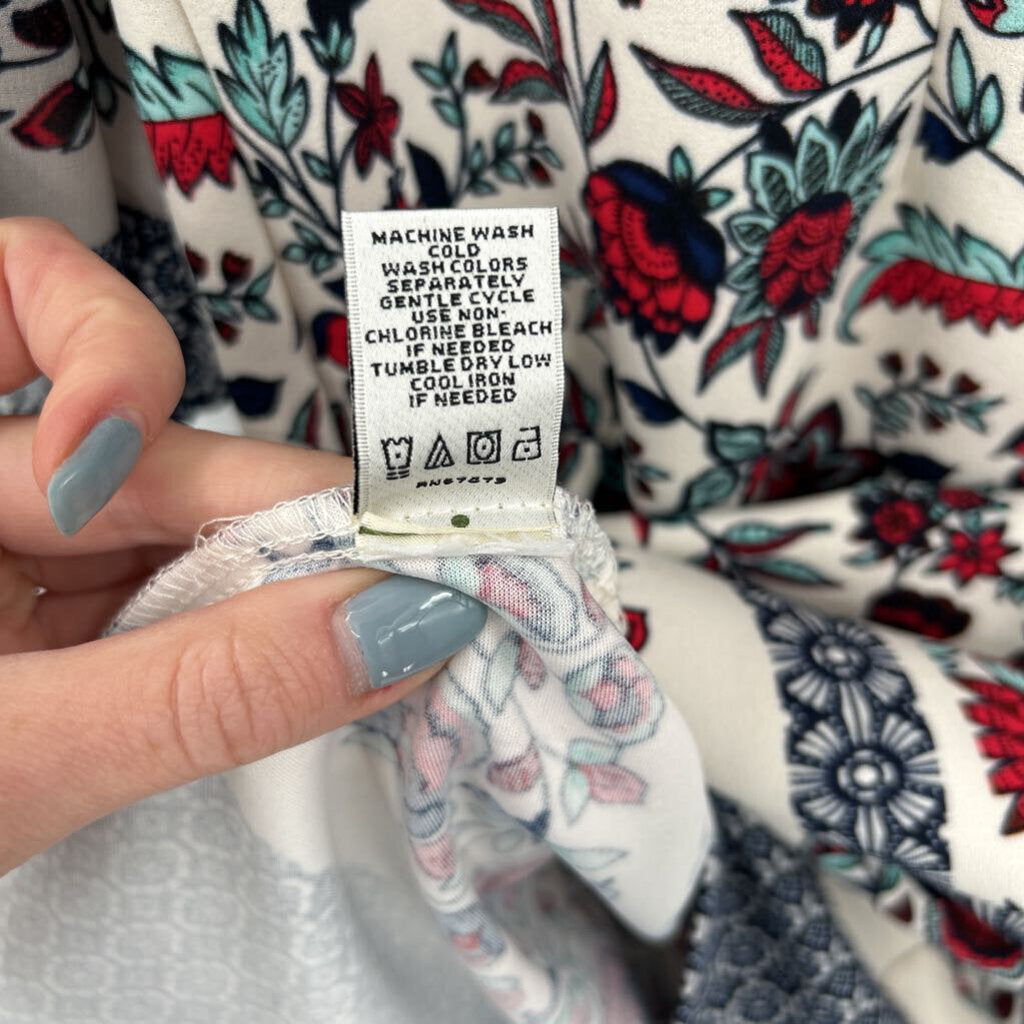 MACHINE WASH
COLD
WASH COLORS
SEPARATELY
GENTLE CYCLE
USE NON-
CHLORINE BLEACH
IF NEEDED
TUMBLE DRY LOW
COOL IRON
IF NEEDED
RN67473